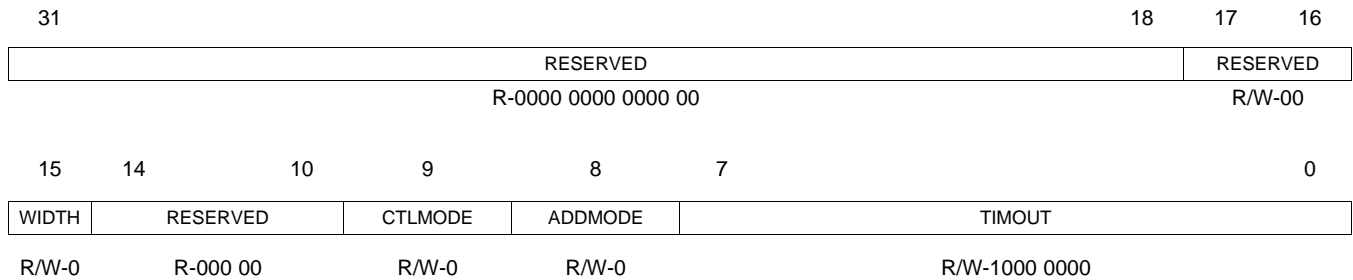 31 18 17 16
RESERVED RESERVED
R-0000 0000 0000 00 R/W-00
15 14 10 9 8 7 0
WIDTH RESERVED CTLMODE ADDMODE TIMOUT
R/W-0 R-000 00 R/W-0 R/W-0 R/W-1000 0000